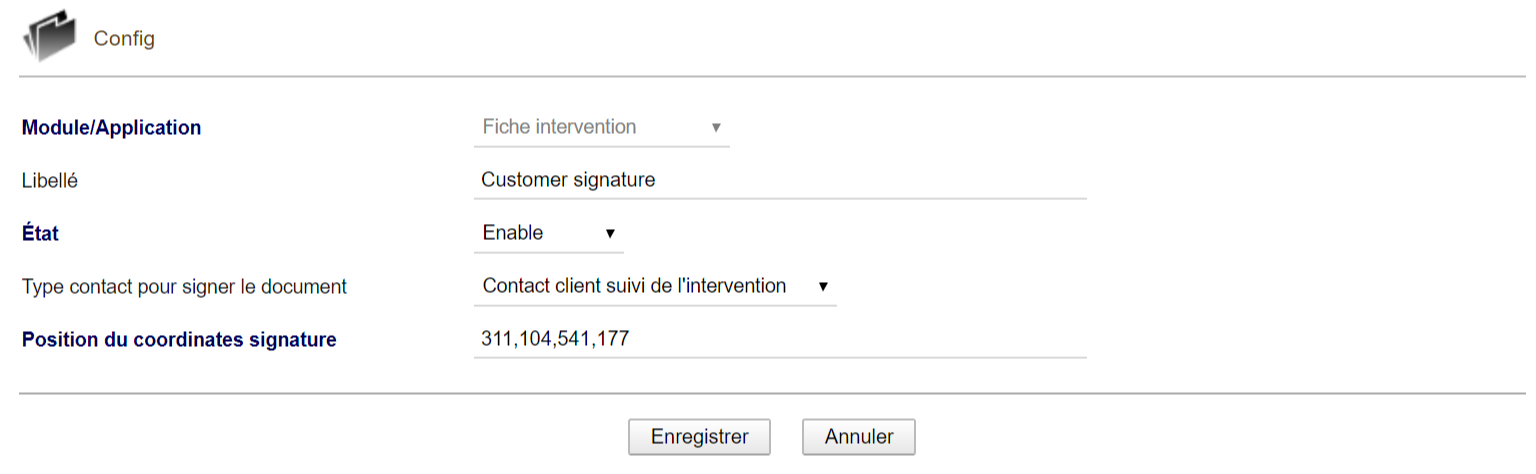 Config
Module/Application Fiche intervention
Libellé Customer signature
État Enable
Type contact pour signer le document Contact client suivi de l'intervention
Position du coordinates signature 311,104,541,177
Enregistrer Annuler